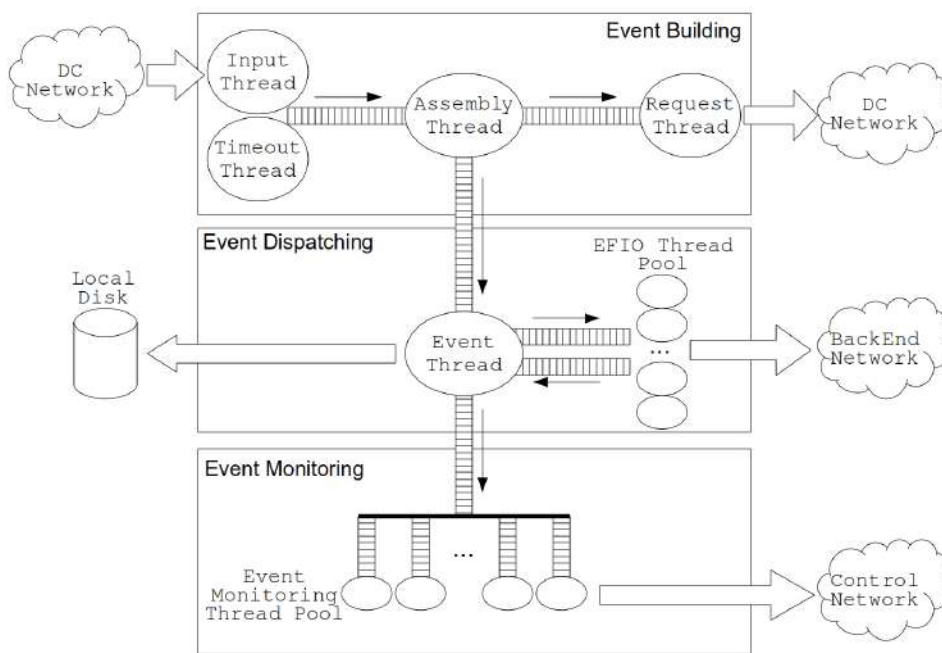 Event Building
DC
Network
Input
Thread
Timeout
Thread
Assembly
Thread
Request
Thread
DC
Network
Event Dispatching
EFIO Thread
Pool
Local
Disk
Event
Thread
...
BackEnd
Network
Event Monitoring
...
Event
Monitoring
Thread Pool
Control
Network